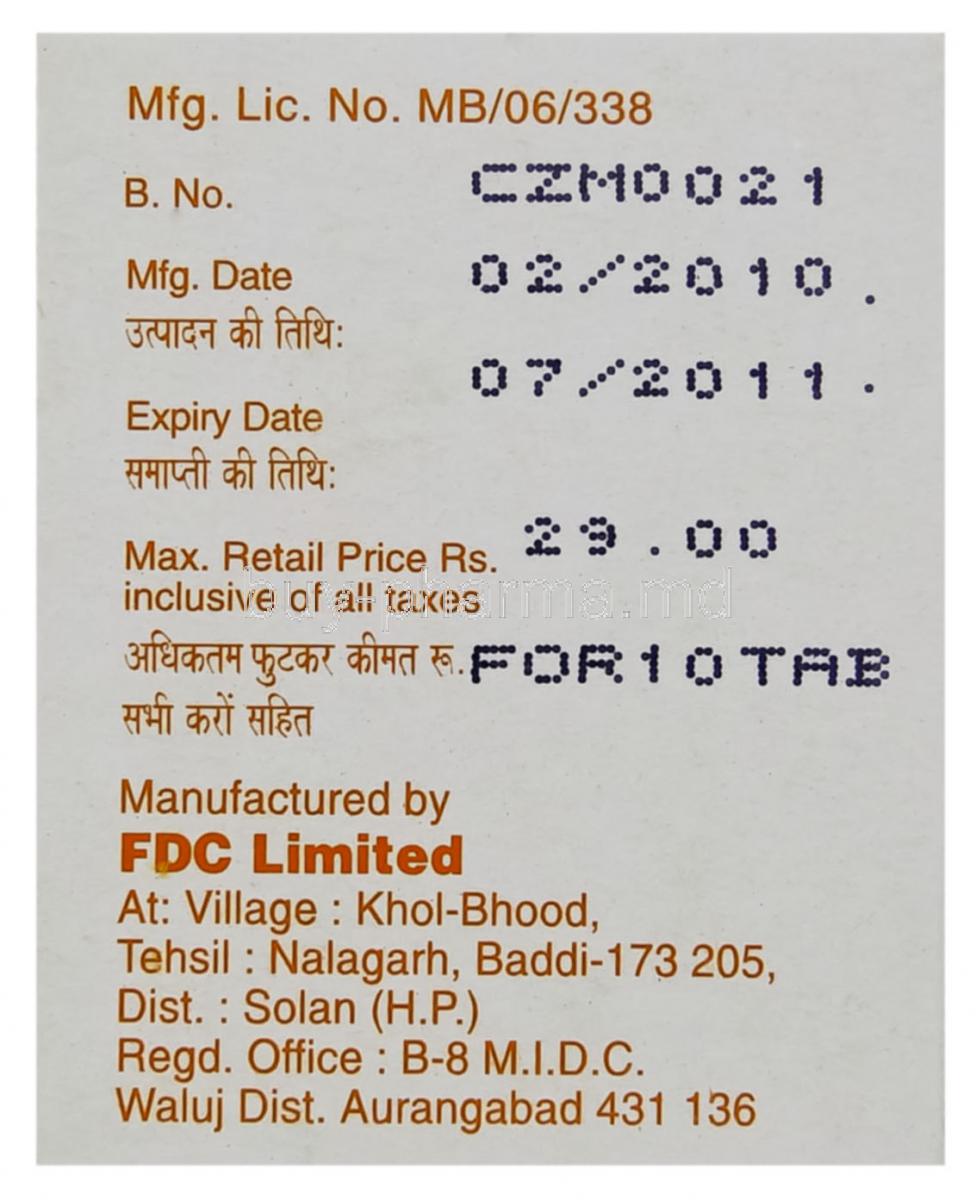 Mfg. Lic. No. MB/06/338
B. No. CZM0021
Mfg. Date 02/2010.
उत्पादन की तिथि:
07/2011.
Expiry Date
समाप्ती की तिथि:
Max. Retail Price Rs. 29.00
inclusive of all taxes
buy-pharma.md
अधिकतम फुटकर कीमत रू. FOR10TAB
सभी करों सहित
Manufactured by
FDC Limited
At: Village : Khol-Bhood,
Tehsil : Nalagarh, Baddi-173 205,
Dist. : Solan (H.P.)
Regd. Office : B-8 M.I.D.C.
Waluj Dist. Aurangabad 431 136